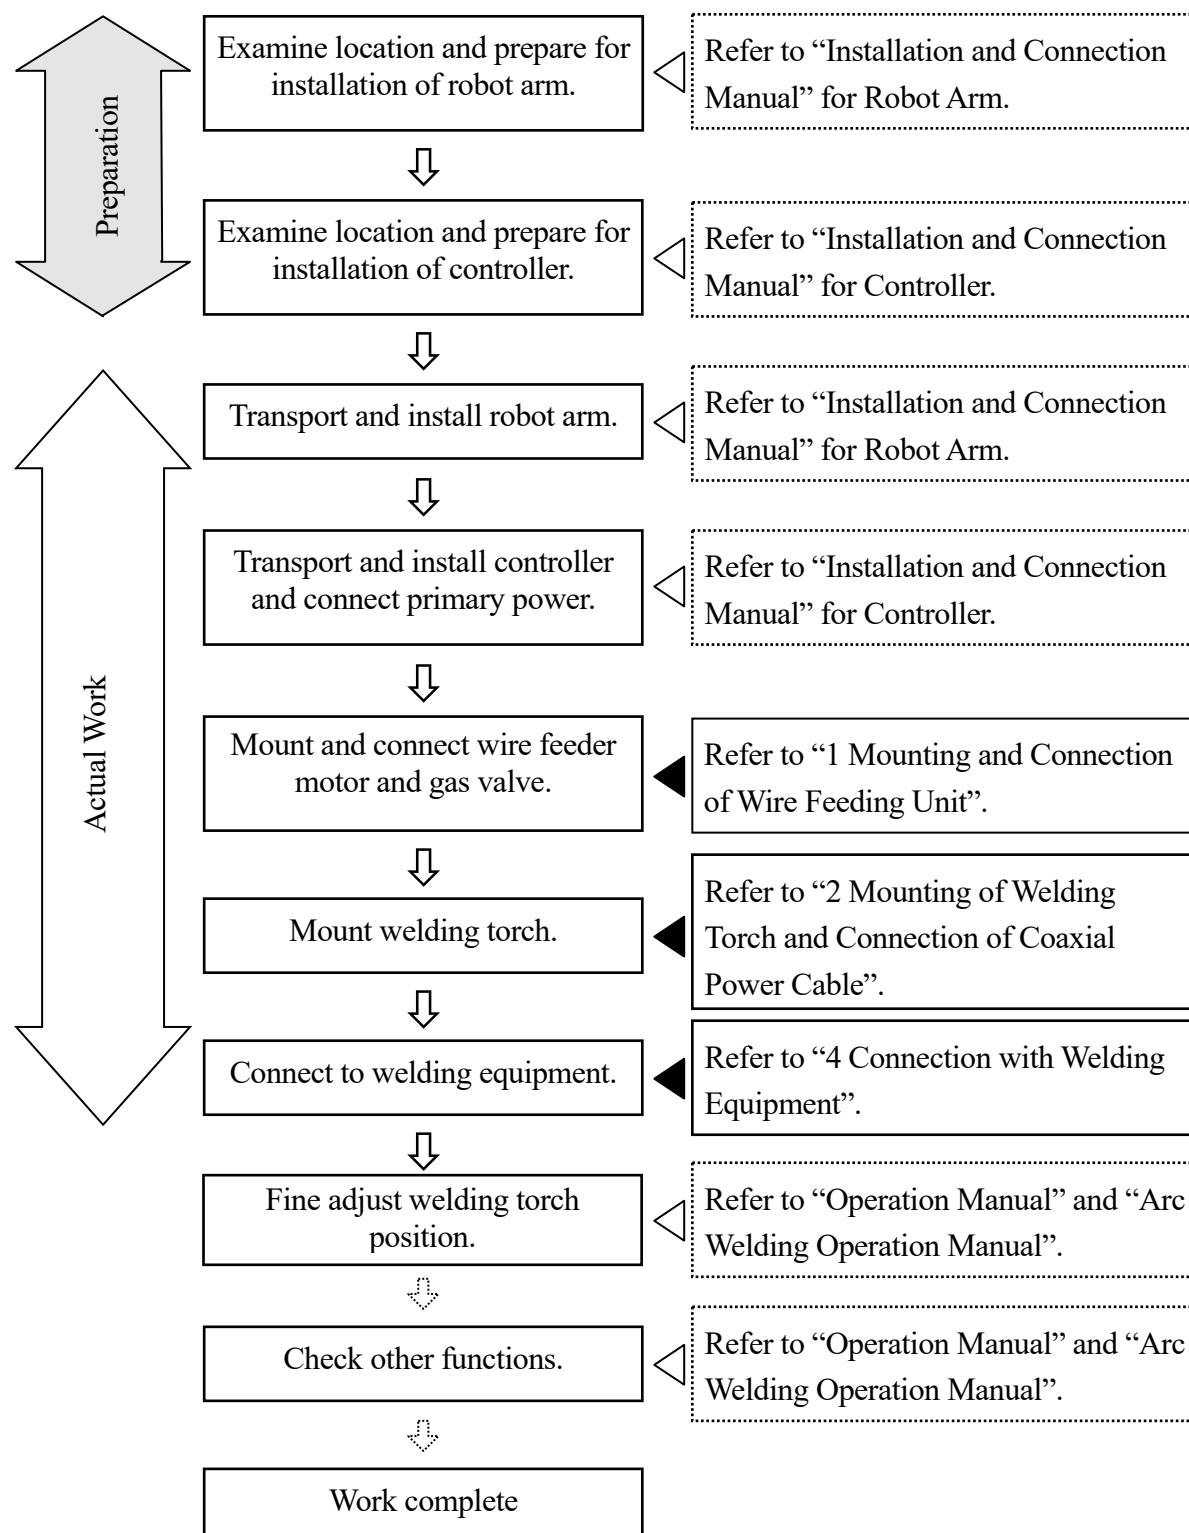 Preparation
Examine location and prepare for
installation of robot arm.
Refer to “Installation and Connection
Manual” for Robot Arm.
Examine location and prepare for
installation of controller.
Refer to “Installation and Connection
Manual” for Controller.
Actual Work
Transport and install robot arm.
Refer to “Installation and Connection
Manual” for Robot Arm.
Transport and install controller
and connect primary power.
Refer to “Installation and Connection
Manual” for Controller.
Mount and connect wire feeder
motor and gas valve.
Refer to “1 Mounting and Connection
of Wire Feeding Unit”.
Mount welding torch.
Refer to “2 Mounting of Welding
Torch and Connection of Coaxial
Power Cable”.
Connect to welding equipment.
Refer to “4 Connection with Welding
Equipment”.
Fine adjust welding torch
position.
Refer to “Operation Manual” and “Arc
Welding Operation Manual”.
Check other functions.
Refer to “Operation Manual” and “Arc
Welding Operation Manual”.
Work complete